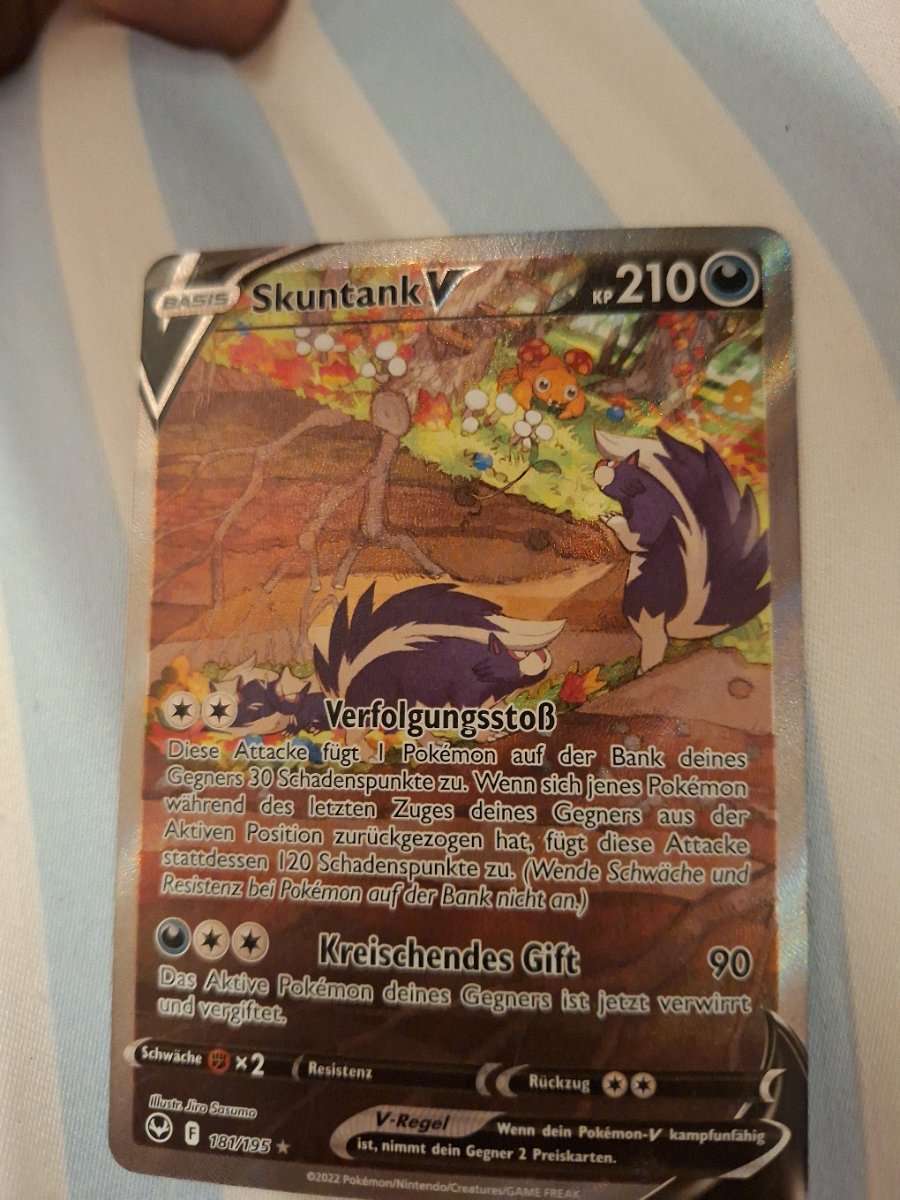 BASIS Skuntank V KP 210
Verfolgungsstoß
Diese Attacke fügt 1 Pokémon auf der Bank deines
Gegners 30 Schadenspunkte zu. Wenn sich jenes Pokémon
während des letzten Zuges deines Gegners aus der
Aktiven Position zurückgezogen hat, fügt diese Attacke
stattdessen 120 Schadenspunkte zu. (Wende Schwäche und
Resistenz bei Pokémon auf der Bank nicht an.)
Kreischendes Gift 90
Das Aktive Pokémon deines Gegners ist jetzt verwirrt
und vergiftet.
Schwäche ×2 Resistenz Rückzug
Illustr. Jiro Sasumo
F 181/195 ★
V-Regel Wenn dein Pokémon-V kampfunfähig
ist, nimmt dein Gegner 2 Preiskarten.
©2022 Pokémon/Nintendo/Creatures/GAME FREAK